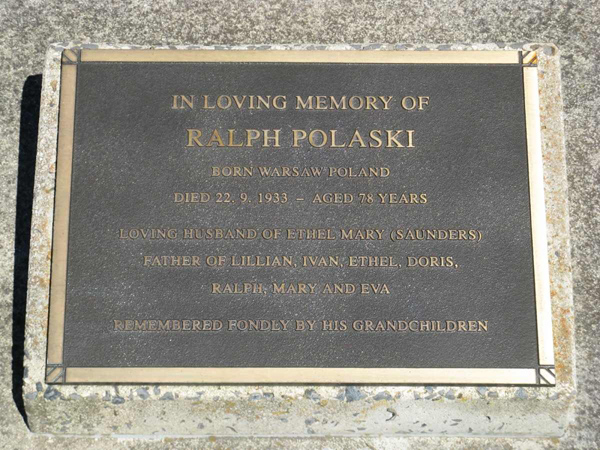 IN LOVING MEMORY OF
RALPH POLASKI
BORN WARSAW POLAND
DIED 22. 9. 1933 – AGED 78 YEARS
LOVING HUSBAND OF ETHEL MARY (SAUNDERS)
FATHER OF LILLIAN, IVAN, ETHEL, DORIS,
RALPH, MARY AND EVA
REMEMBERED FONDLY BY HIS GRANDCHILDREN